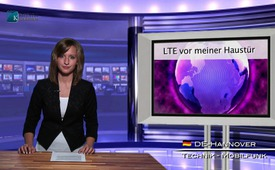 LTE vor meiner Haustür
DE-HANNOVER
TECHNIK - MOBILFUNK